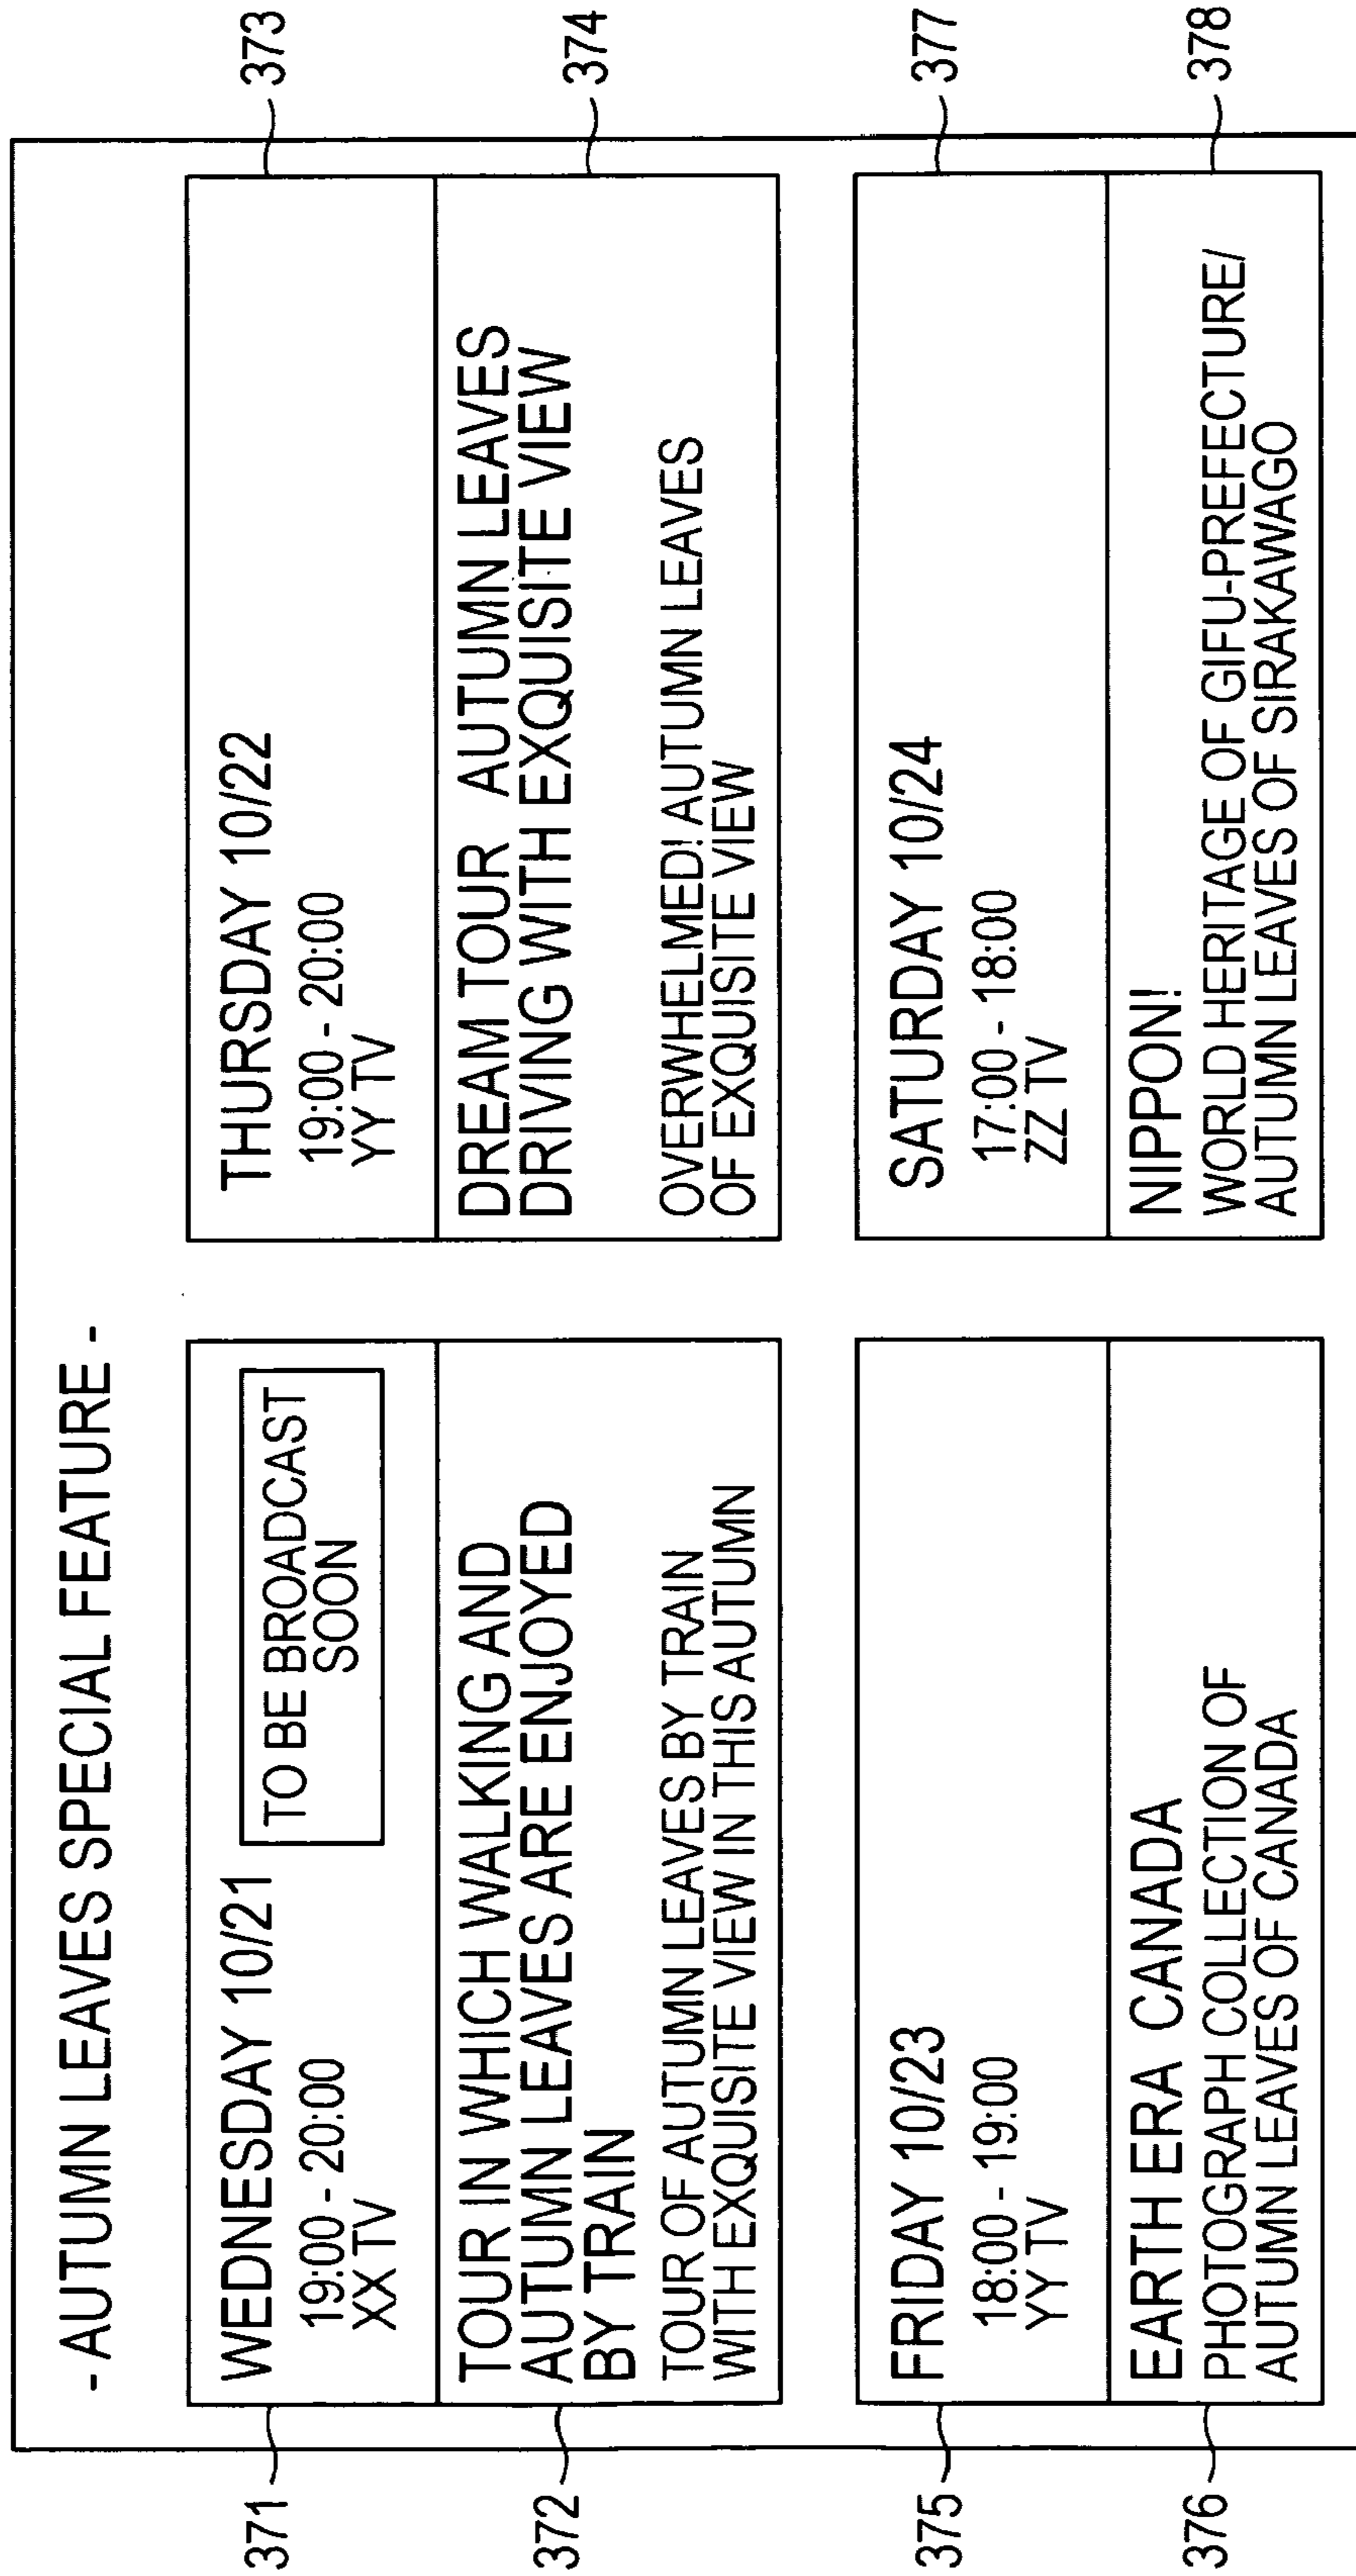 - AUTUMN LEAVES SPECIAL FEATURE -
371
WEDNESDAY 10/21
19:00 - 20:00
XX TV
TO BE BROADCAST
SOON
372
TOUR IN WHICH WALKING AND
AUTUMN LEAVES ARE ENJOYED
BY TRAIN
TOUR OF AUTUMN LEAVES BY TRAIN
WITH EXQUISITE VIEW IN THIS AUTUMN
373
THURSDAY 10/22
19:00 - 20:00
YY TV
374
DREAM TOUR AUTUMN LEAVES
DRIVING WITH EXQUISITE VIEW
OVERWHELMED! AUTUMN LEAVES
OF EXQUISITE VIEW
375
FRIDAY 10/23
18:00 - 19:00
YY TV
376
EARTH ERA CANADA
PHOTOGRAPH COLLECTION OF
AUTUMN LEAVES OF CANADA
377
SATURDAY 10/24
17:00 - 18:00
ZZ TV
378
NIPPON!
WORLD HERITAGE OF GIFU-PREFECTURE/
AUTUMN LEAVES OF SIRAKAWAGO